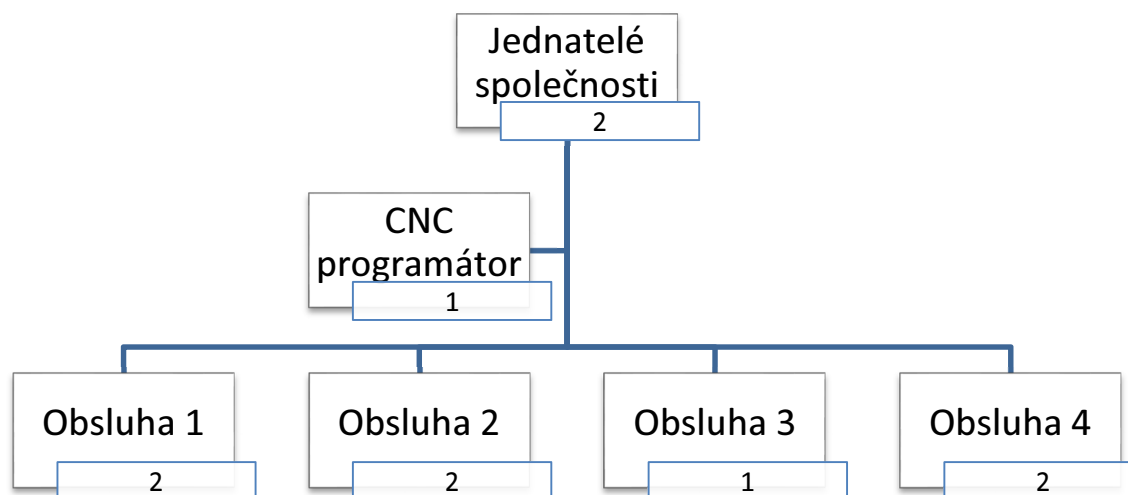 Jednatelé
společnosti
2
CNC
programátor
1
Obsluha 1
2
Obsluha 2
2
Obsluha 3
1
Obsluha 4
2